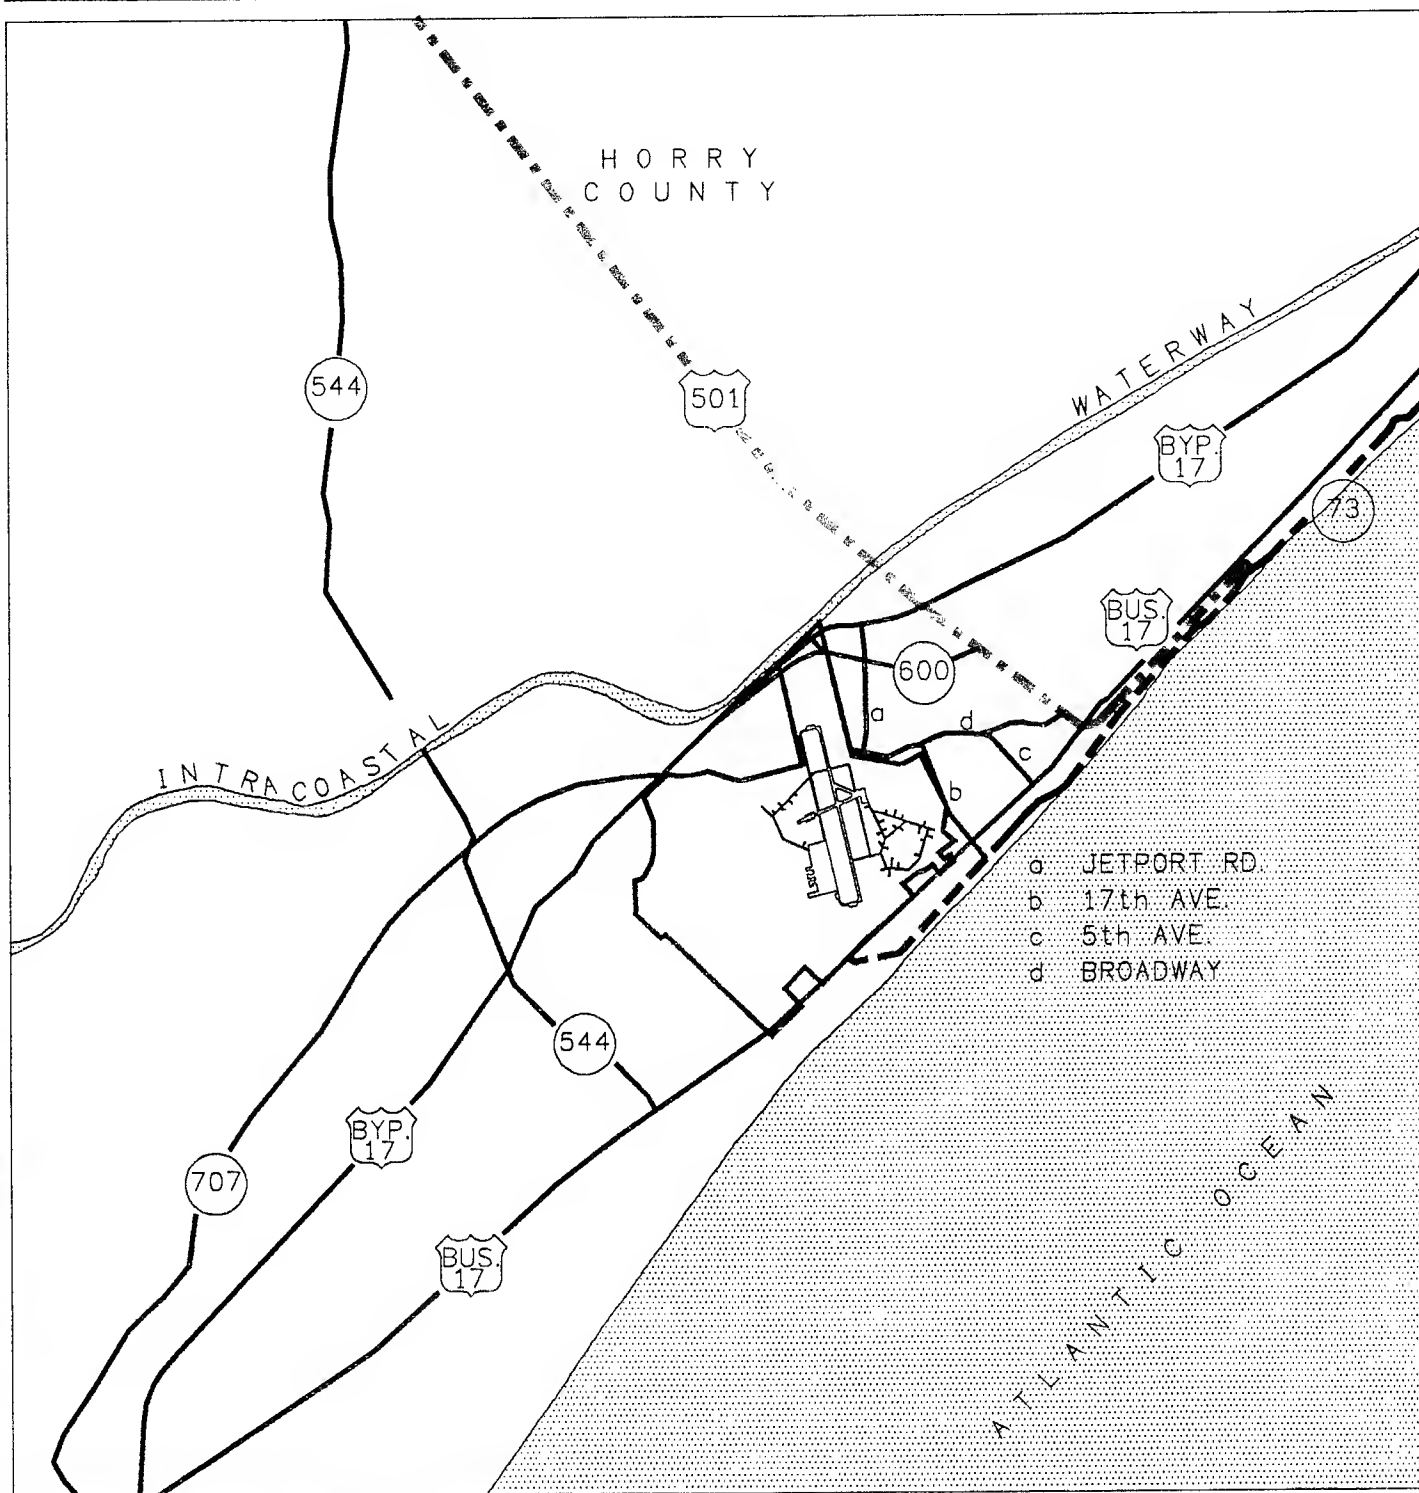 HORRY
COUNTY
544
501
WATERWAY
BYP.
17
73
BUS.
17
600
a
d
c
b
INTRACOASTAL
a JETPORT RD.
b 17th AVE.
c 5th AVE.
d BROADWAY
544
BYP.
17
707
BUS.
17
ATLANTIC OCEAN